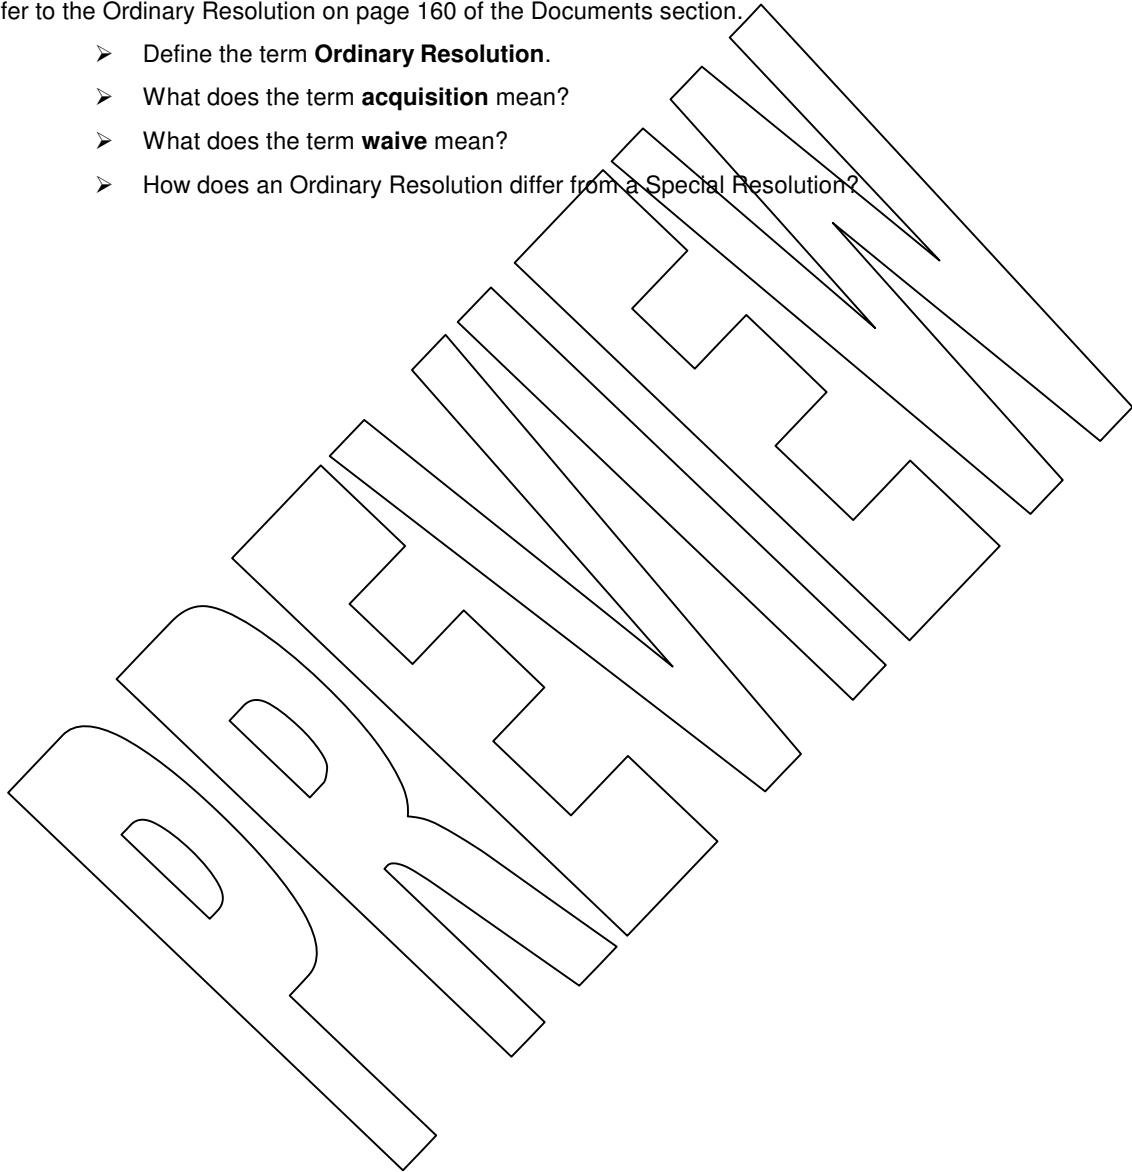 fer to the Ordinary Resolution on page 160 of the Documents section.
➢ Define the term Ordinary Resolution.
➢ What does the term acquisition mean?
➢ What does the term waive mean?
➢ How does an Ordinary Resolution differ from a Special Resolution?
PREVIEW